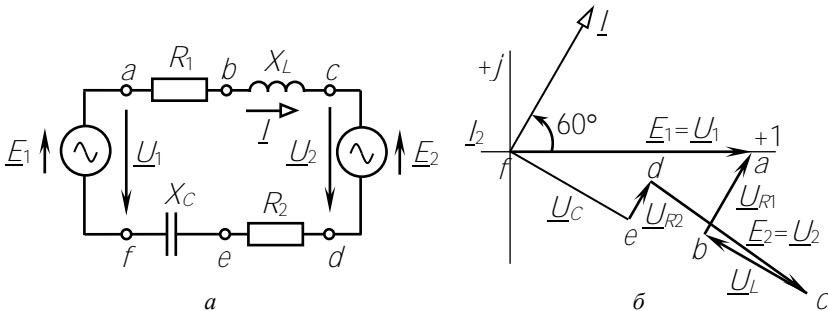 a R1 b XL c
I
E1 U1 U2 E2
XC R2
f e d
а
I
+j
60°
I2 E1=U1 +1
f d a
UC UR2 UR1
e b E2=U2
UL c
б